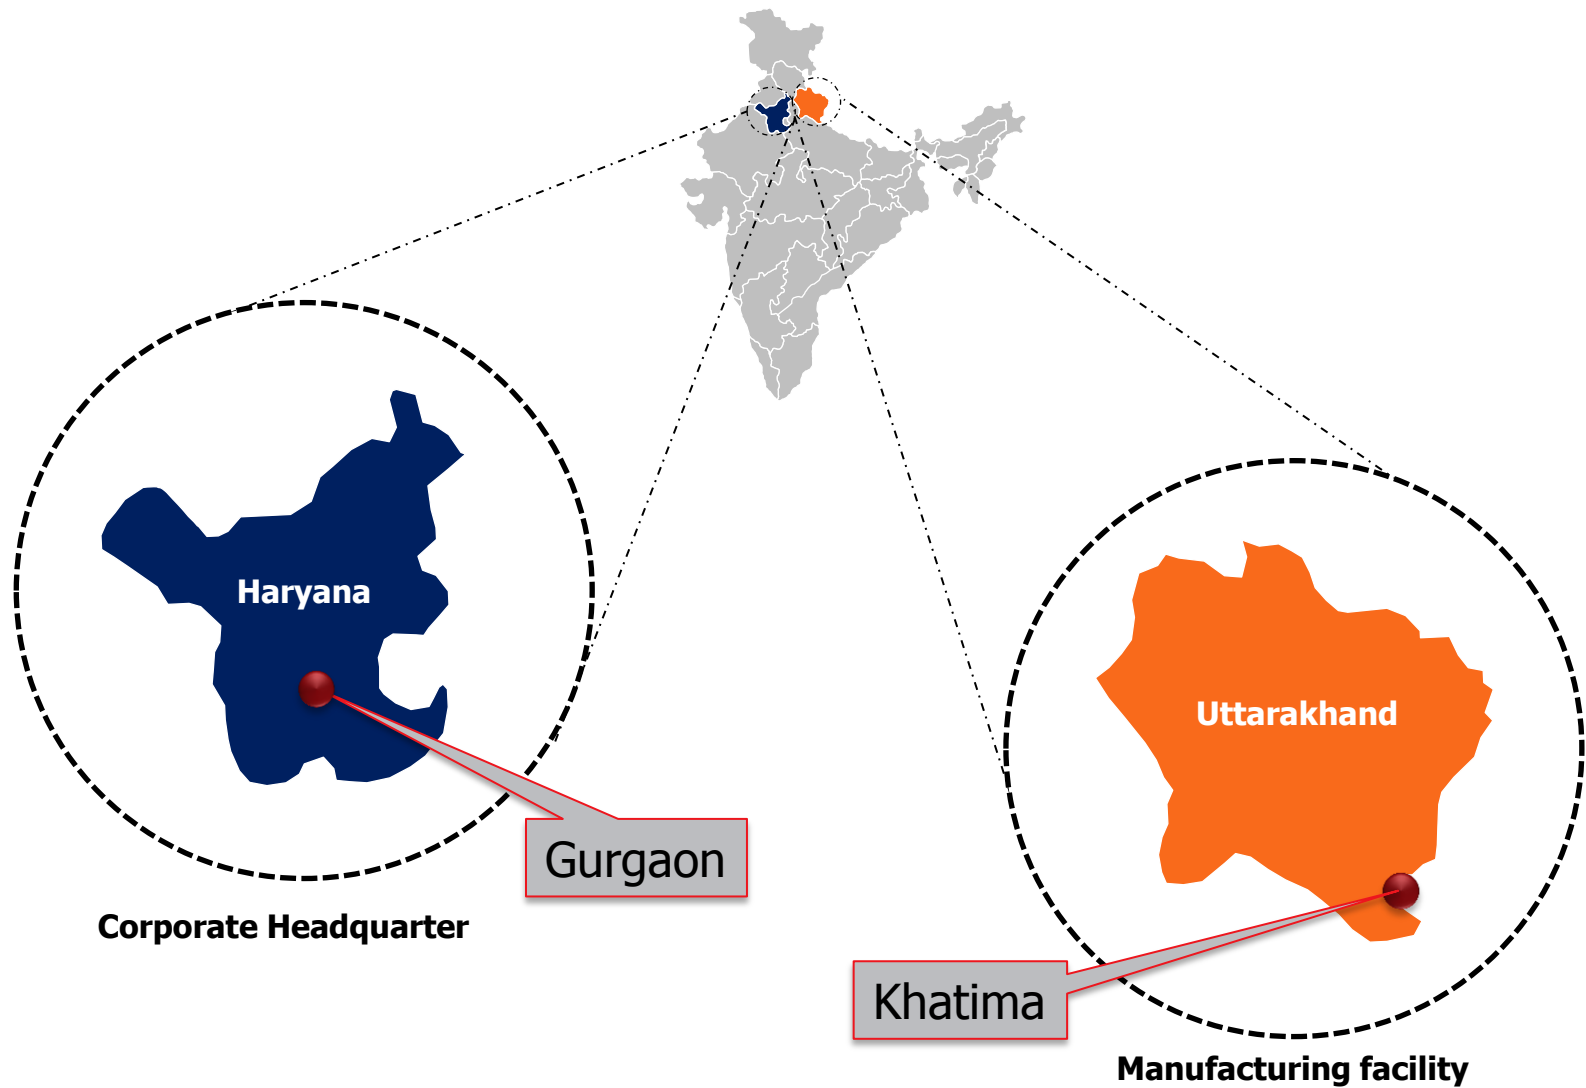 Haryana
Gurgaon
Corporate Headquarter
Uttarakhand
Khatima
Manufacturing facility